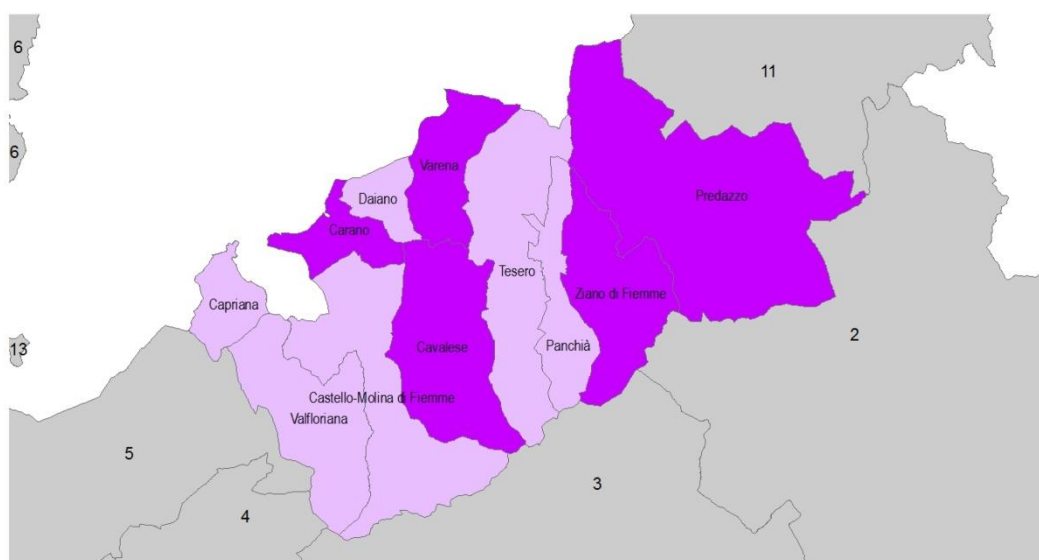 6
11
6
Varena
Daiano
Predazzo
Carano
Tesero
Capriana
Ziano di Fiemme
2
13
Cavalese
Panchià
Castello-Molina di Fiemme
Valfloriana
5
3
4